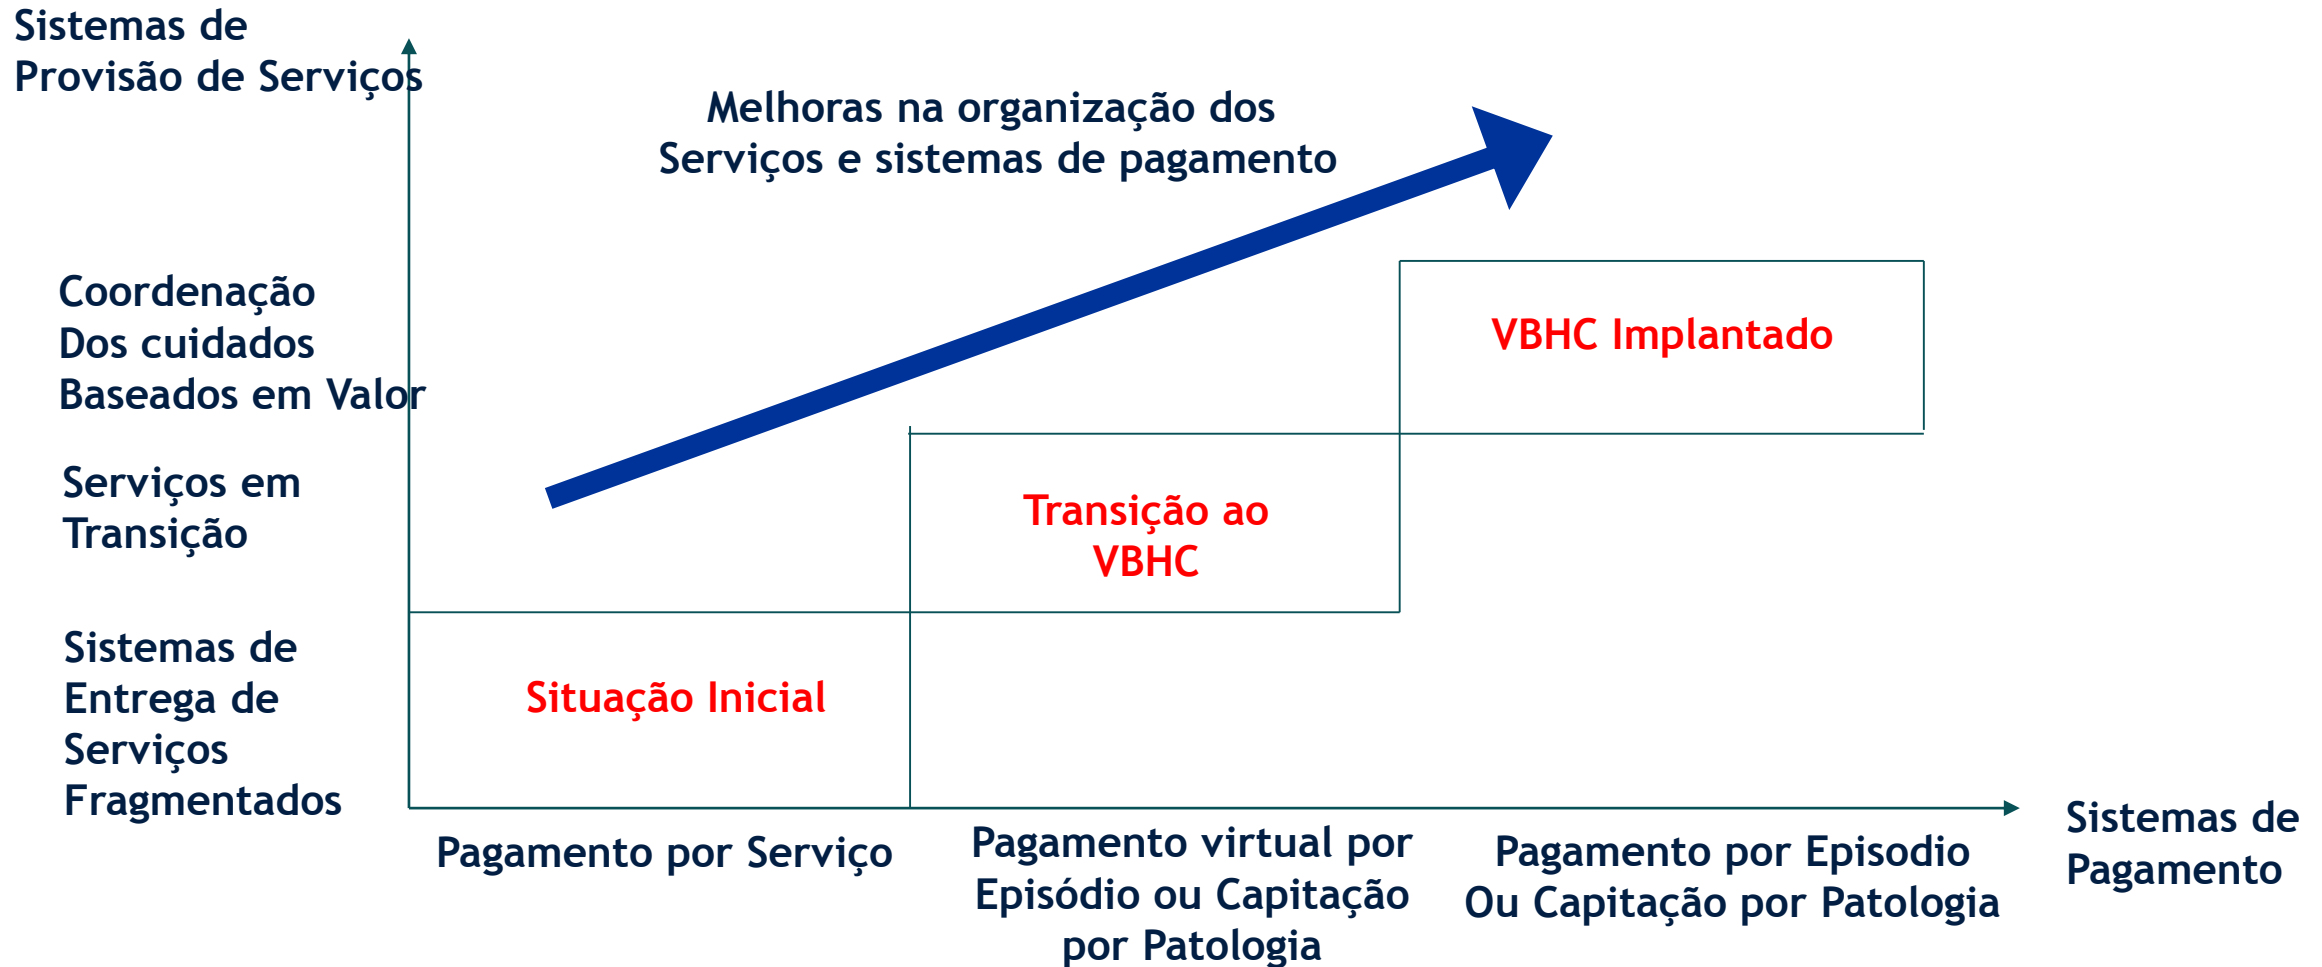 Sistemas de
Provisão de Serviços
Melhoras na organização dos
Serviços e sistemas de pagamento
Coordenação
Dos cuidados
Baseados em Valor
VBHC Implantado
Serviços em
Transição
Transição ao
VBHC
Sistemas de
Entrega de
Serviços
Fragmentados
Situação Inicial
Pagamento por Serviço
Pagamento virtual por
Episódio ou Capitação
por Patologia
Pagamento por Episodio
Ou Capitação por Patologia
Sistemas de
Pagamento